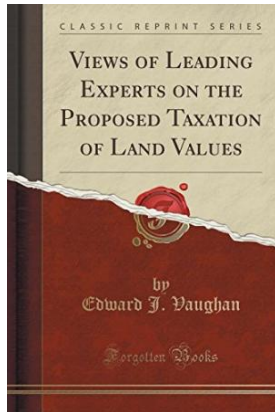 CLASSIC REPRINT SERIES
VIEWS OF LEADING
EXPERTS ON THE
PROPOSED TAXATION
OF LAND VALUES
by
Edward J. Vaughan
Forgotten Books